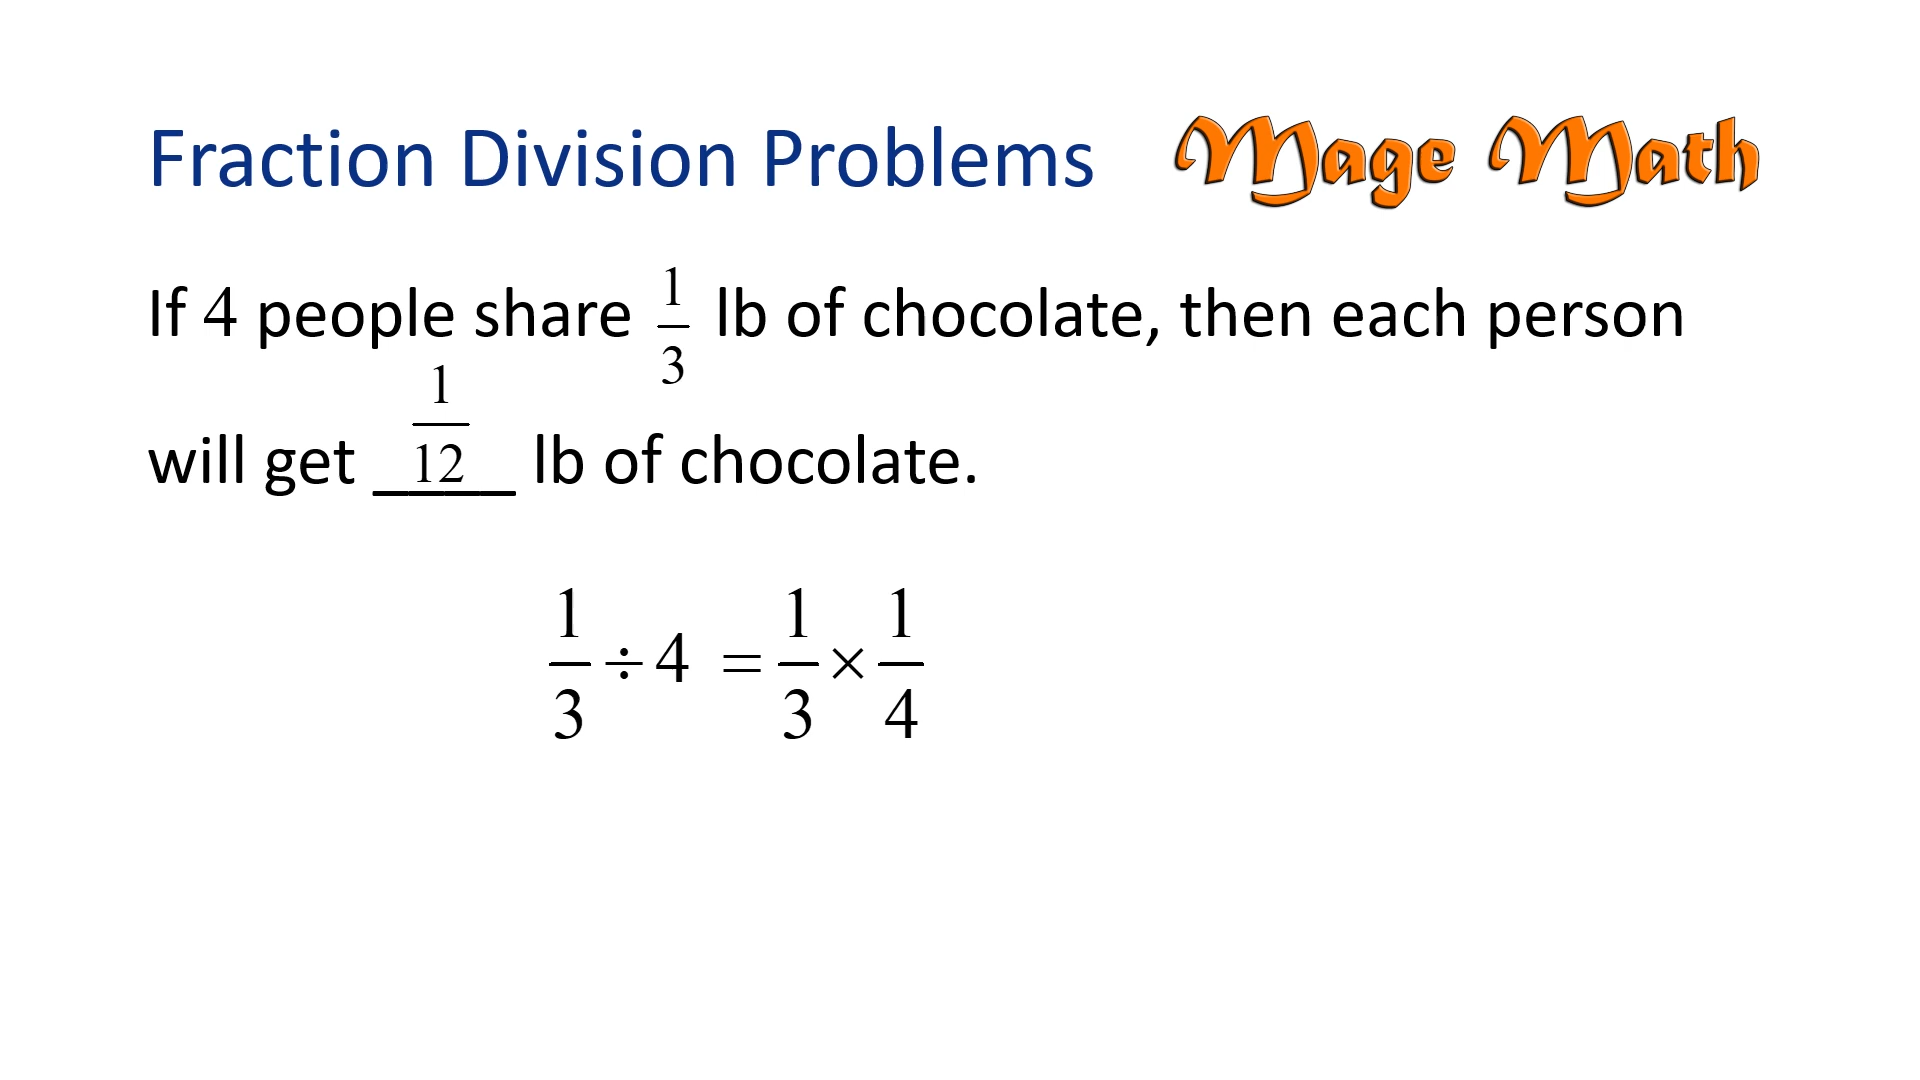 Fraction Division Problems Mage Math
If 4 people share 1/3 lb of chocolate, then each person
will get 1/12 lb of chocolate.
1/3 ÷ 4 = 1/3 × 1/4